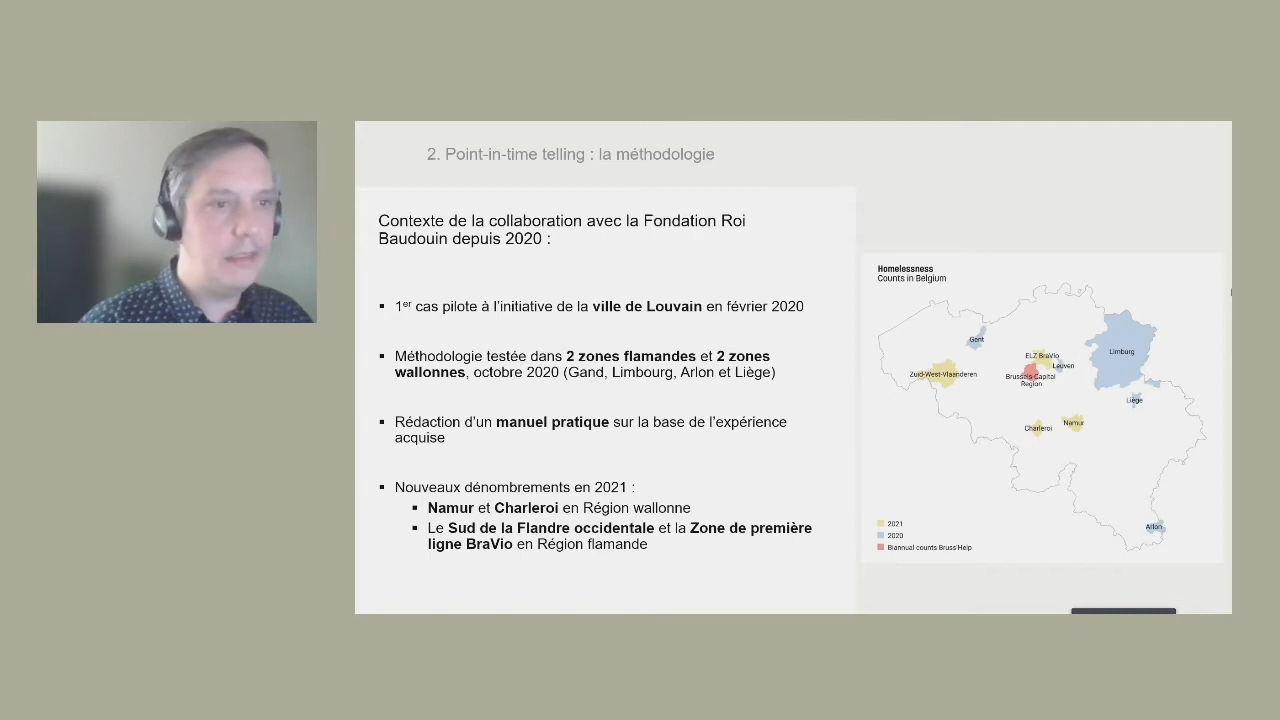 2. Point-in-time telling : la méthodologie
Contexte de la collaboration avec la Fondation Roi
Baudouin depuis 2020 :
▪ 1er cas pilote à l’initiative de la ville de Louvain en février 2020
▪ Méthodologie testée dans 2 zones flamandes et 2 zones
wallonnes, octobre 2020 (Gand, Limbourg, Arlon et Liège)
▪ Rédaction d’un manuel pratique sur la base de l’expérience
acquise
▪ Nouveaux dénombrements en 2021 :
▪ Namur et Charleroi en Région wallonne
▪ Le Sud de la Flandre occidentale et la Zone de première
ligne BraVio en Région flamande
Homelessness
Counts in Belgium
Gent
Limburg
ELZ BraVio
Leuven
Zuid-West-Vlaanderen
Brussels-Capital
Region
Liège
Charleroi
Namur
Arlon
2021
2020
Biannual counts Bruss'Help